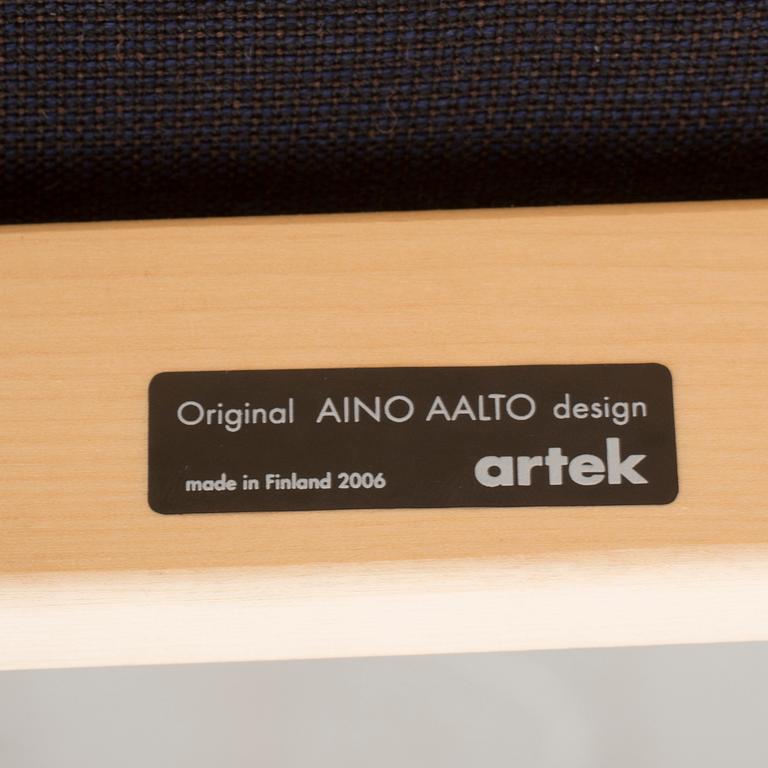 Original AINO AALTO design
artek
made in Finland 2006